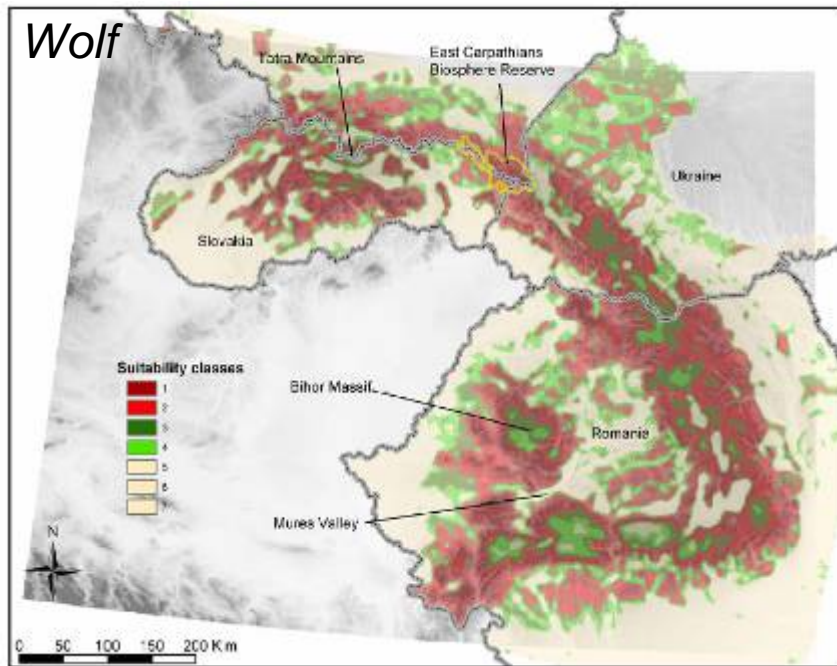 Wolf
Tatra Mountains
East Carpathians
Biosphere Reserve
Ukraine
Slovakia
Suitability classes
1
2
3
4
5
6
7
Bihor Massif
Romania
Mures Valley
N
0 50 100 150 200 Km